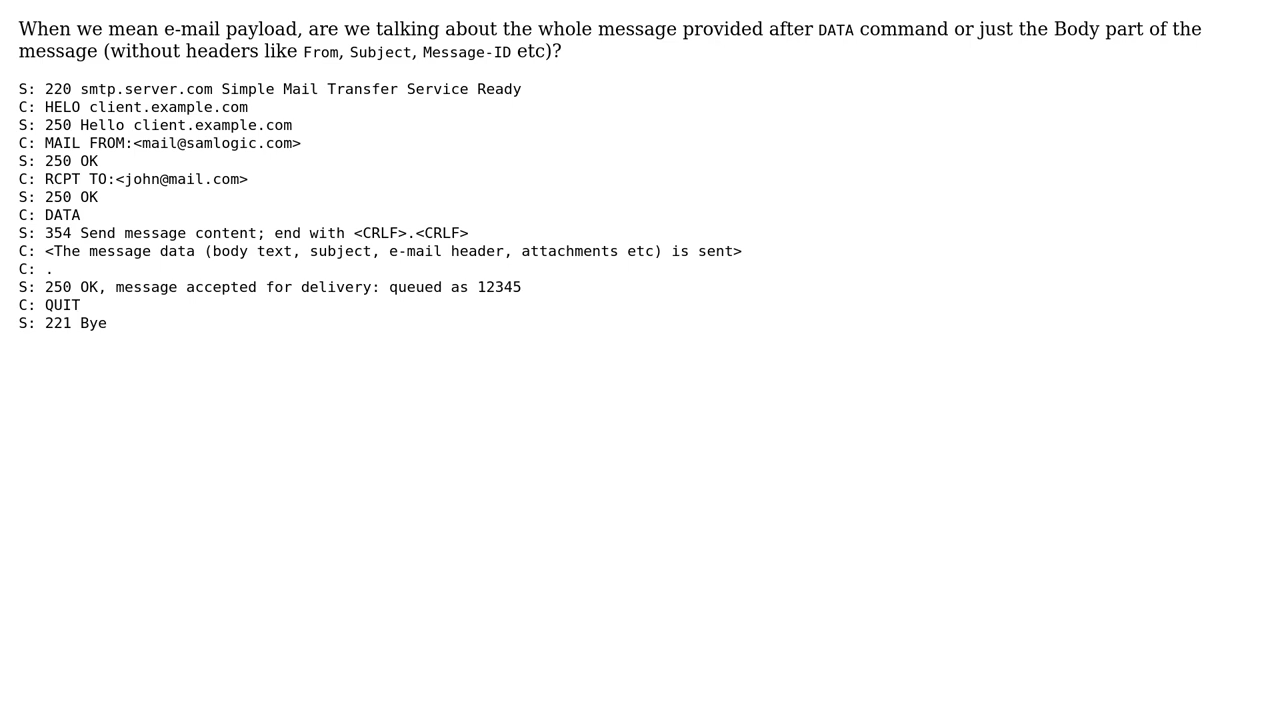 When we mean e-mail payload, are we talking about the whole message provided after DATA command or just the Body part of the
message (without headers like From, Subject, Message-ID etc)?
S: 220 smtp.server.com Simple Mail Transfer Service Ready
C: HELO client.example.com
S: 250 Hello client.example.com
C: MAIL FROM:<mail@samlogic.com>
S: 250 OK
C: RCPT TO:<john@mail.com>
S: 250 OK
C: DATA
S: 354 Send message content; end with <CRLF>.<CRLF>
C: <The message data (body text, subject, e-mail header, attachments etc) is sent>
C: .
S: 250 OK, message accepted for delivery: queued as 12345
C: QUIT
S: 221 Bye